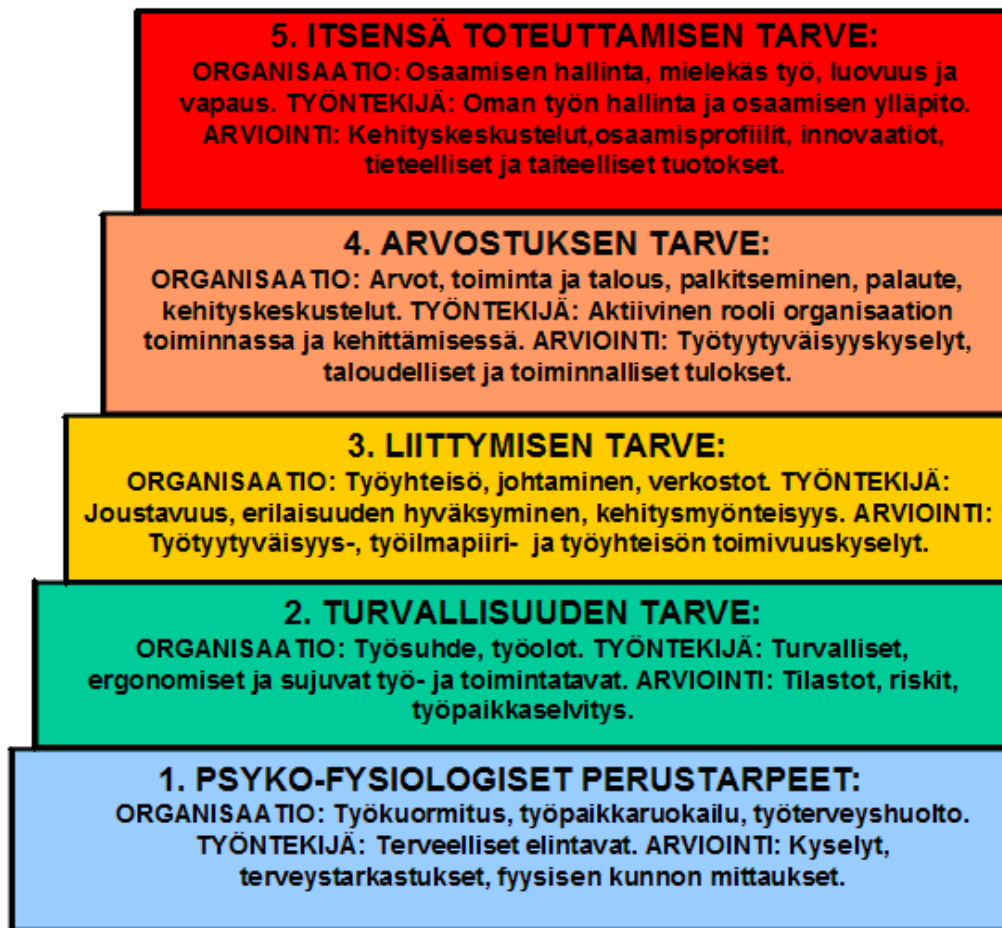 5. ITSENSÄ TOTEUTTAMISEN TARVE:
ORGANISAATIO: Osaamisen hallinta, mielekäs työ, luovuus ja
vapaus. TYÖNTEKIJÄ: Oman työn hallinta ja osaamisen ylläpito.
ARVIOINTI: Kehityskeskustelut,osaamisprofiilit, innovaatiot,
tieteelliset ja taiteelliset tuotokset.
4. ARVOSTUKSEN TARVE:
ORGANISAATIO: Arvot, toiminta ja talous, palkitseminen, palaute,
kehityskeskustelut. TYÖNTEKIJÄ: Aktiivinen rooli organisaation
toiminnassa ja kehittämisessä. ARVIOINTI: Työtyytyväisyyskyselyt,
taloudelliset ja toiminnalliset tulokset.
3. LIITTYMISEN TARVE:
ORGANISAATIO: Työyhteisö, johtaminen, verkostot. TYÖNTEKIJÄ:
Joustavuus, erilaisuuden hyväksyminen, kehitysmyönteisyys. ARVIOINTI:
Työtyytyväisyys-, työilmapiiri- ja työyhteisön toimivuuskyselyt.
2. TURVALLISUUDEN TARVE:
ORGANISAATIO: Työsuhde, työolot. TYÖNTEKIJÄ: Turvalliset,
ergonomiset ja sujuvat työ- ja toimintatavat. ARVIOINTI: Tilastot, riskit,
työpaikkaselvitys.
1. PSYKO-FYSIOLOGISET PERUSTARPEET:
ORGANISAATIO: Työkuormitus, työpaikkaruokailu, työterveyshuolto.
TYÖNTEKIJÄ: Terveelliset elintavat. ARVIOINTI: Kyselyt,
terveystarkastukset, fyysisen kunnon mittaukset.